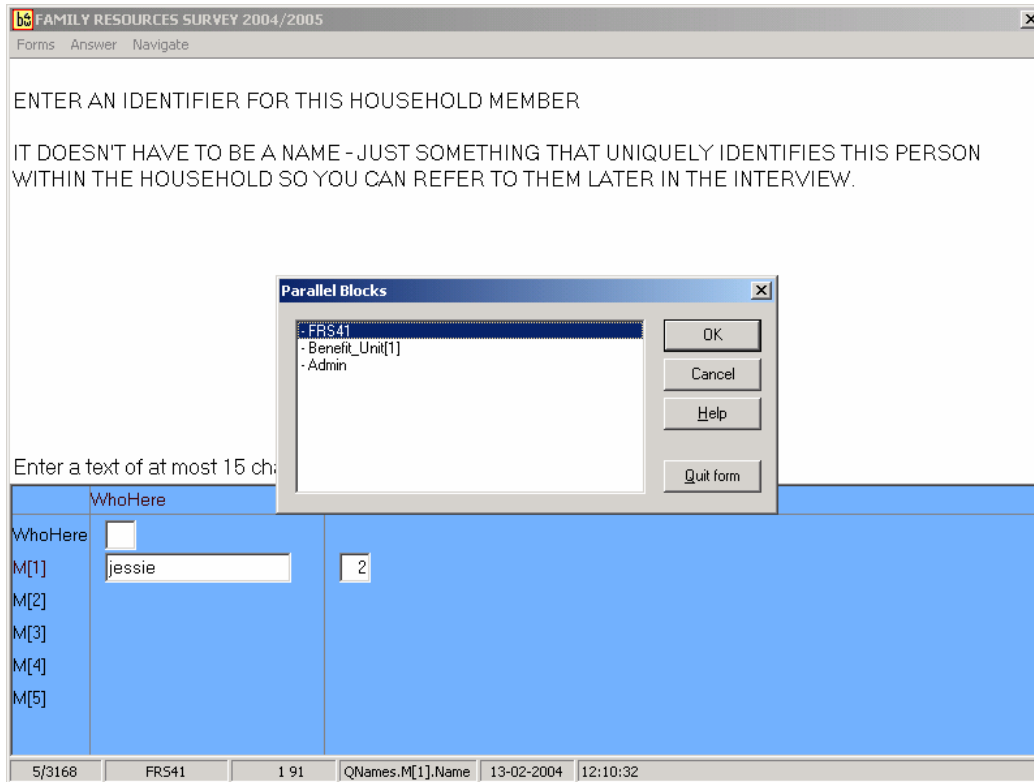 FAMILY RESOURCES SURVEY 2004/2005
Forms Answer Navigate
ENTER AN IDENTIFIER FOR THIS HOUSEHOLD MEMBER
IT DOESN'T HAVE TO BE A NAME - JUST SOMETHING THAT UNIQUELY IDENTIFIES THIS PERSON
WITHIN THE HOUSEHOLD SO YOU CAN REFER TO THEM LATER IN THE INTERVIEW.
Parallel Blocks
- FRS41
- Benefit_Unit[1]
- Admin
OK
Cancel
Help
Quit form
Enter a text of at most 15
WhoHere
WhoHere
M[1] jessie 2
M[2]
M[3]
M[4]
M[5]
5/3168 FRS41 1 91 QNames.M[1].Name 13-02-2004 12:10:32